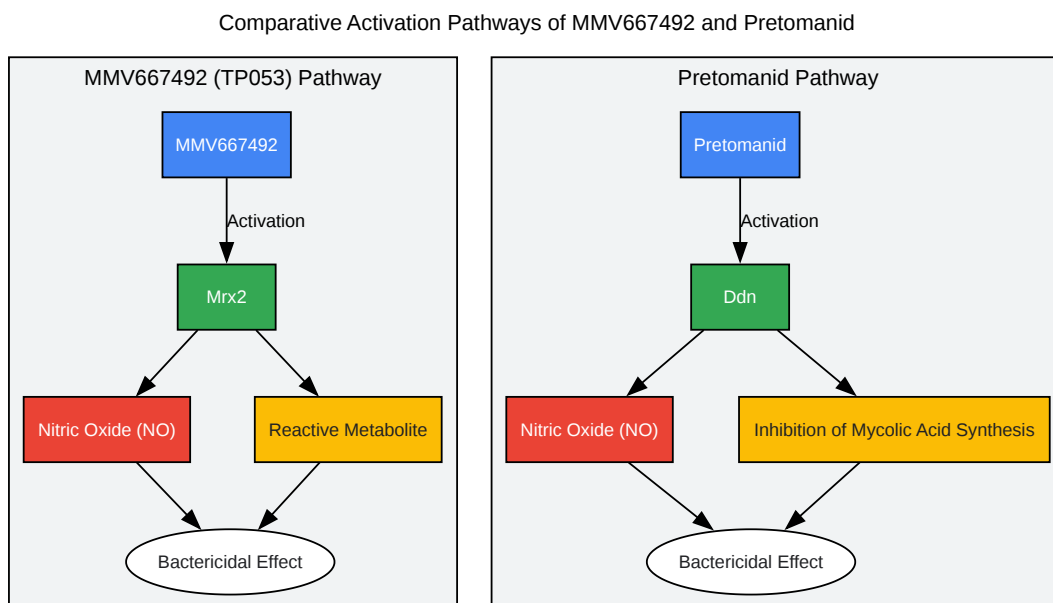 Comparative Activation Pathways of MMV667492 and Pretomanid
MMV667492 (TP053) Pathway
MMV667492
Activation
Mrx2
Nitric Oxide (NO)
Reactive Metabolite
Bactericidal Effect
Pretomanid Pathway
Pretomanid
Activation
Ddn
Nitric Oxide (NO)
Inhibition of Mycolic Acid Synthesis
Bactericidal Effect